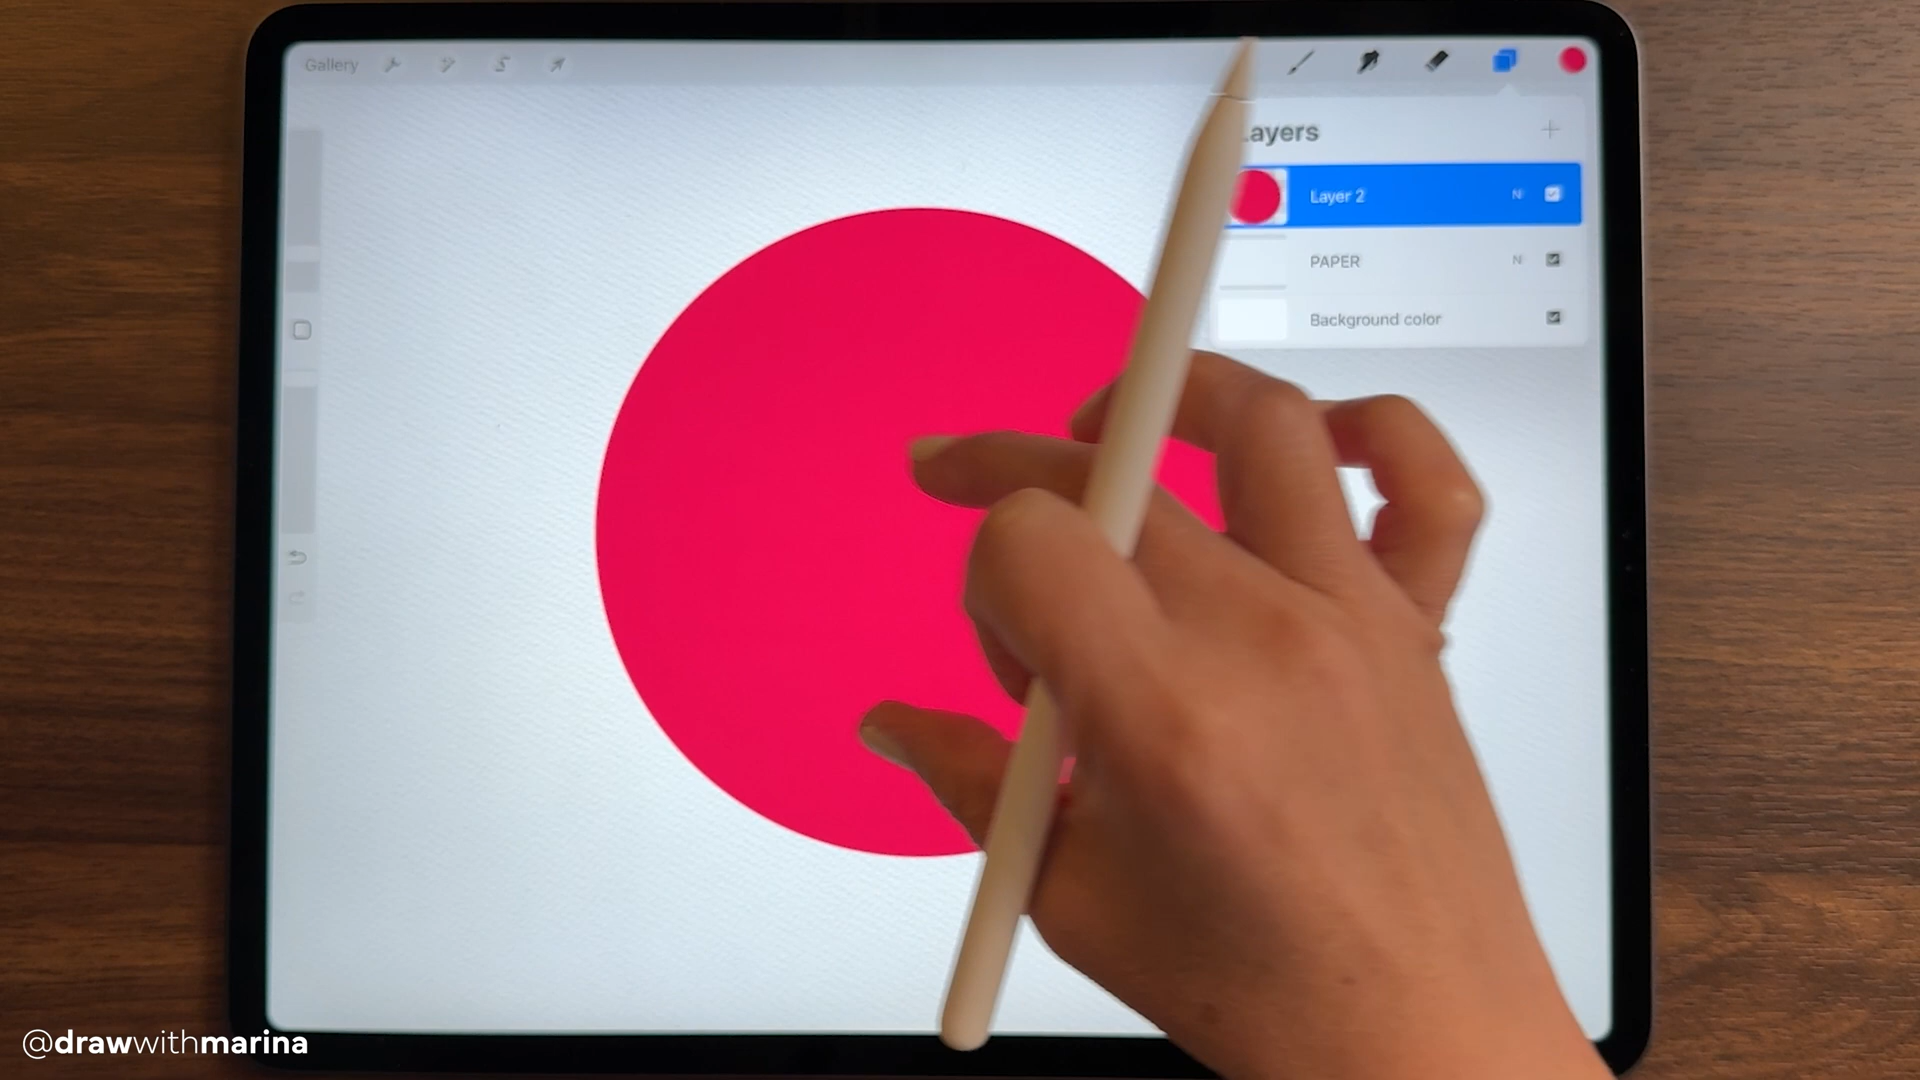 Gallery
Layers
Layer 2
N
PAPER
N
Background color
@drawwithmarina